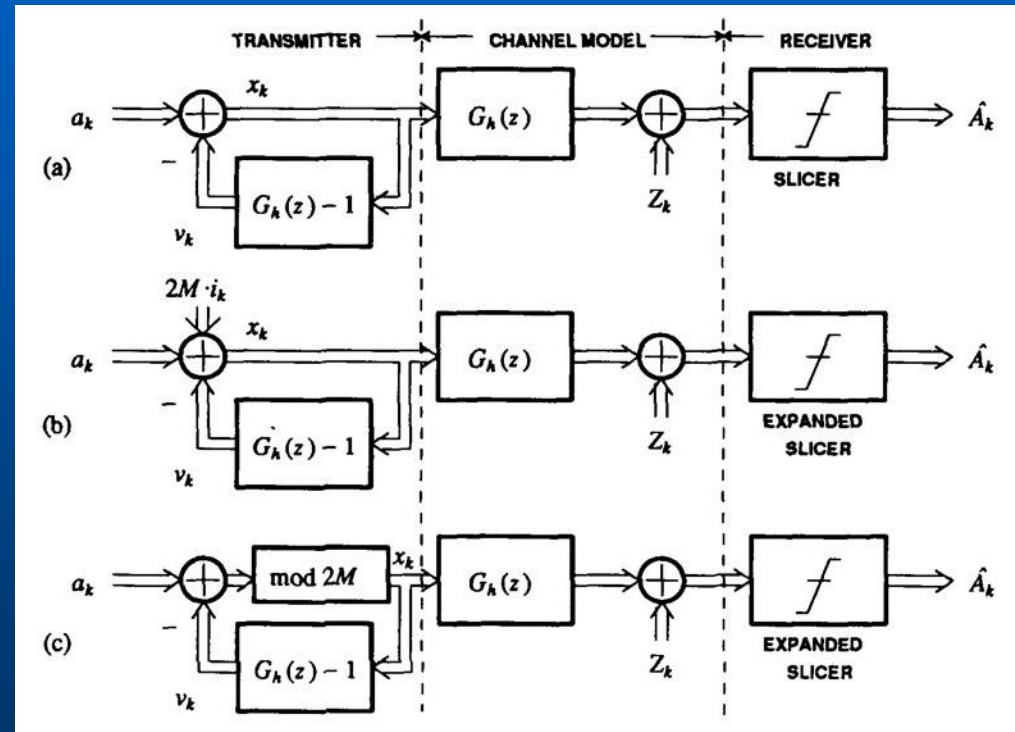 TRANSMITTER CHANNEL MODEL RECEIVER
(a)
a_k
x_k
−
v_k
G_h(z) − 1
G_h(z)
Z_k
SLICER
Â_k
(b)
2M·i_k
a_k
x_k
−
v_k
G_h(z) − 1
G_h(z)
Z_k
EXPANDED
SLICER
Â_k
(c)
a_k
mod 2M
x_k
−
v_k
G_h(z) − 1
G_h(z)
Z_k
EXPANDED
SLICER
Â_k